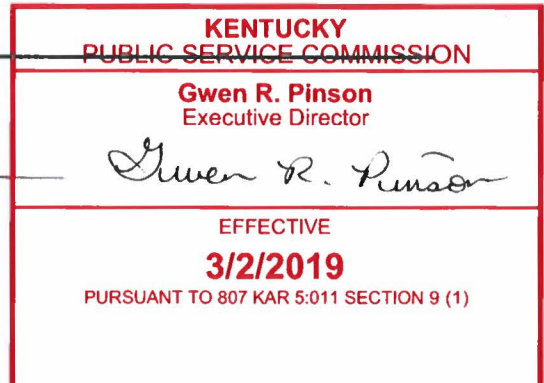 KENTUCKY
PUBLIC SERVICE COMMISSION
Gwen R. Pinson
Executive Director
Gwen R. Pinson
EFFECTIVE
3/2/2019
PURSUANT TO 807 KAR 5:011 SECTION 9 (1)